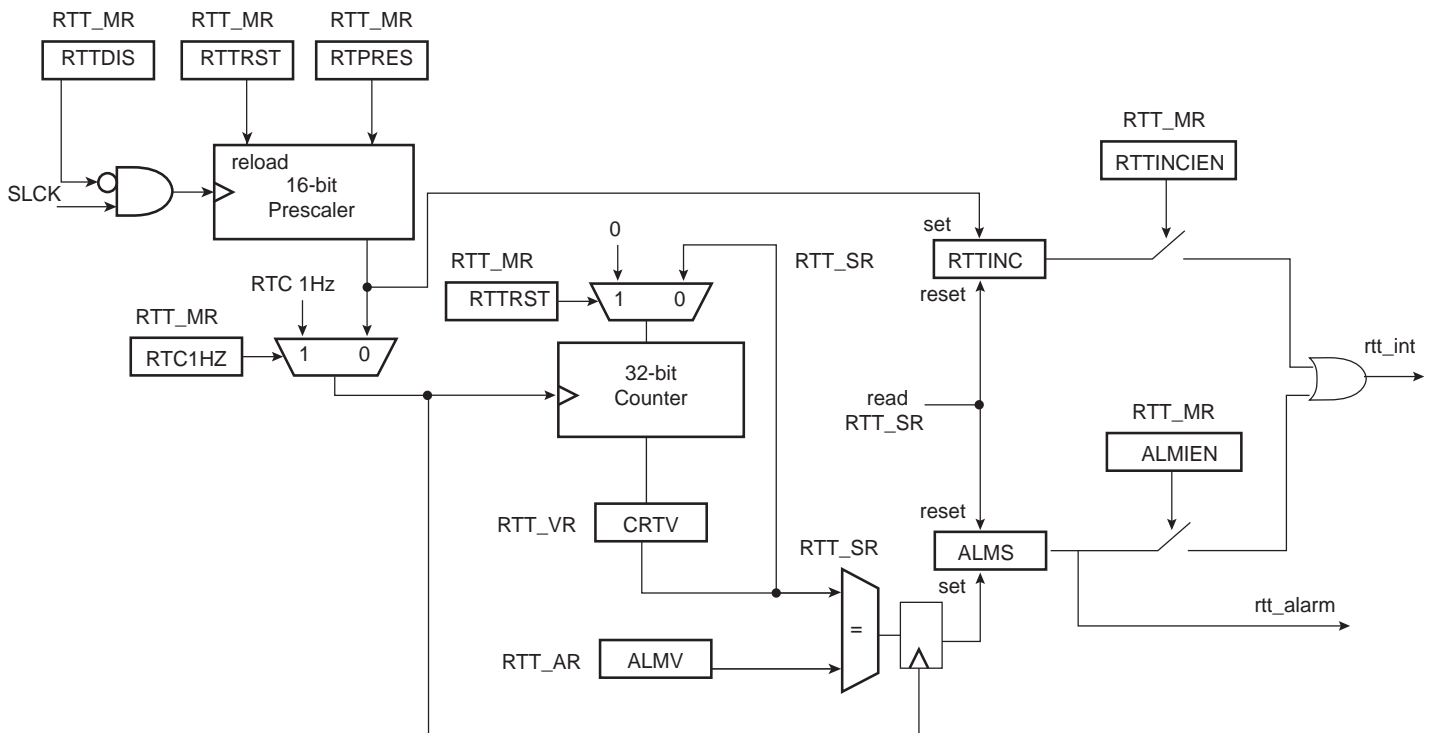 RTT_MR
RTT_MR
RTT_MR
RTTDIS
RTTRST
RTPRES
reload
16-bit
Prescaler
SLCK
RTT_MR
RTTINCIEN
0
RTT_MR
RTTRST
1
0
RTT_SR
set
RTTINC
reset
RTC 1Hz
RTT_MR
RTC1HZ
1
0
32-bit
Counter
read
RTT_SR
rtt_int
RTT_MR
ALMIEN
RTT_VR
CRTV
RTT_SR
reset
ALMS
set
rtt_alarm
=
RTT_AR
ALMV